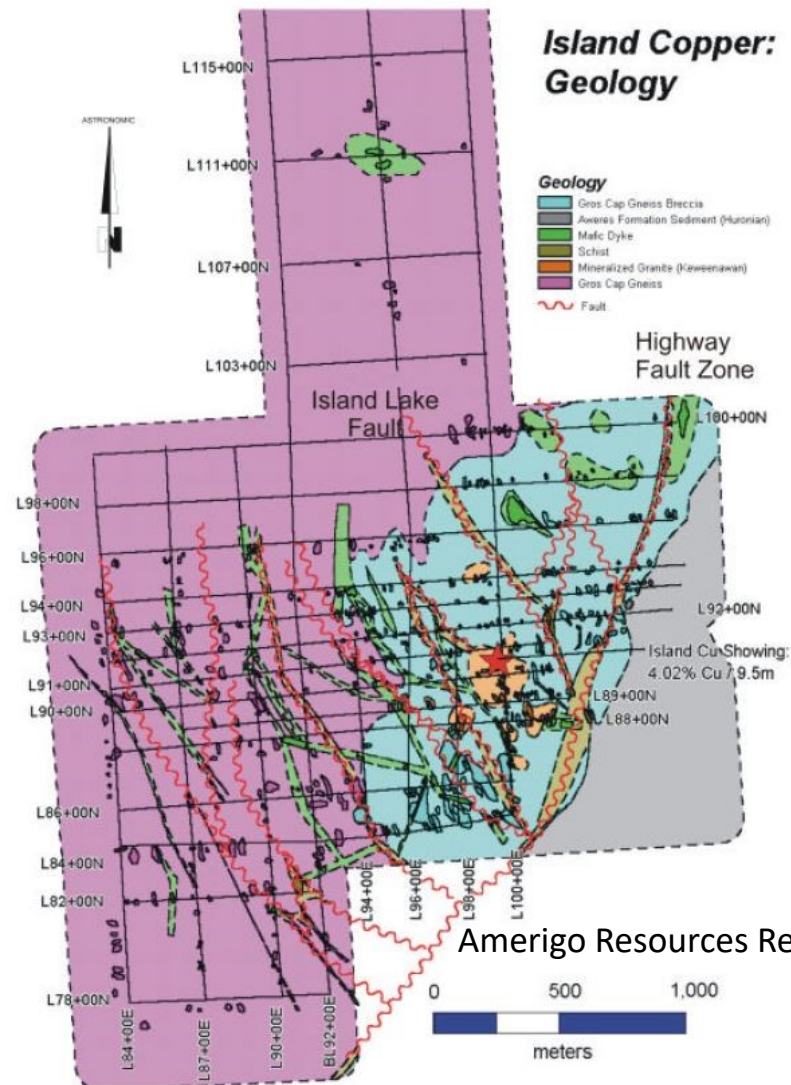 Island Copper:
Geology
L115+00N
ASTRONOMIC
L111+00N
Geology
Gros Cap Gneiss Breccia
Aweres Formation Sediment (Huronian)
Mafic Dyke
Schist
Mineralized Granite (Keweenawan)
Gros Cap Gneiss
Fault
N
L107+00N
L103+00N
Highway
Fault Zone
Island Lake
Fault
L100+00N
L98+00N
L96+00N
L94+00N
L92+00N
L93+00N
Island Cu Showing:
4.02% Cu / 9.5m
L91+00N
L90+00N
L89+00N
L88+00N
L86+00N
L84+00N
L82+00N
L94+00E
L96+00E
L98+00E
L100+00E
Amerigo Resources Re
L78+00N
L84+00E
L87+00E
L90+00E
BL92+00E
0 500 1,000
meters